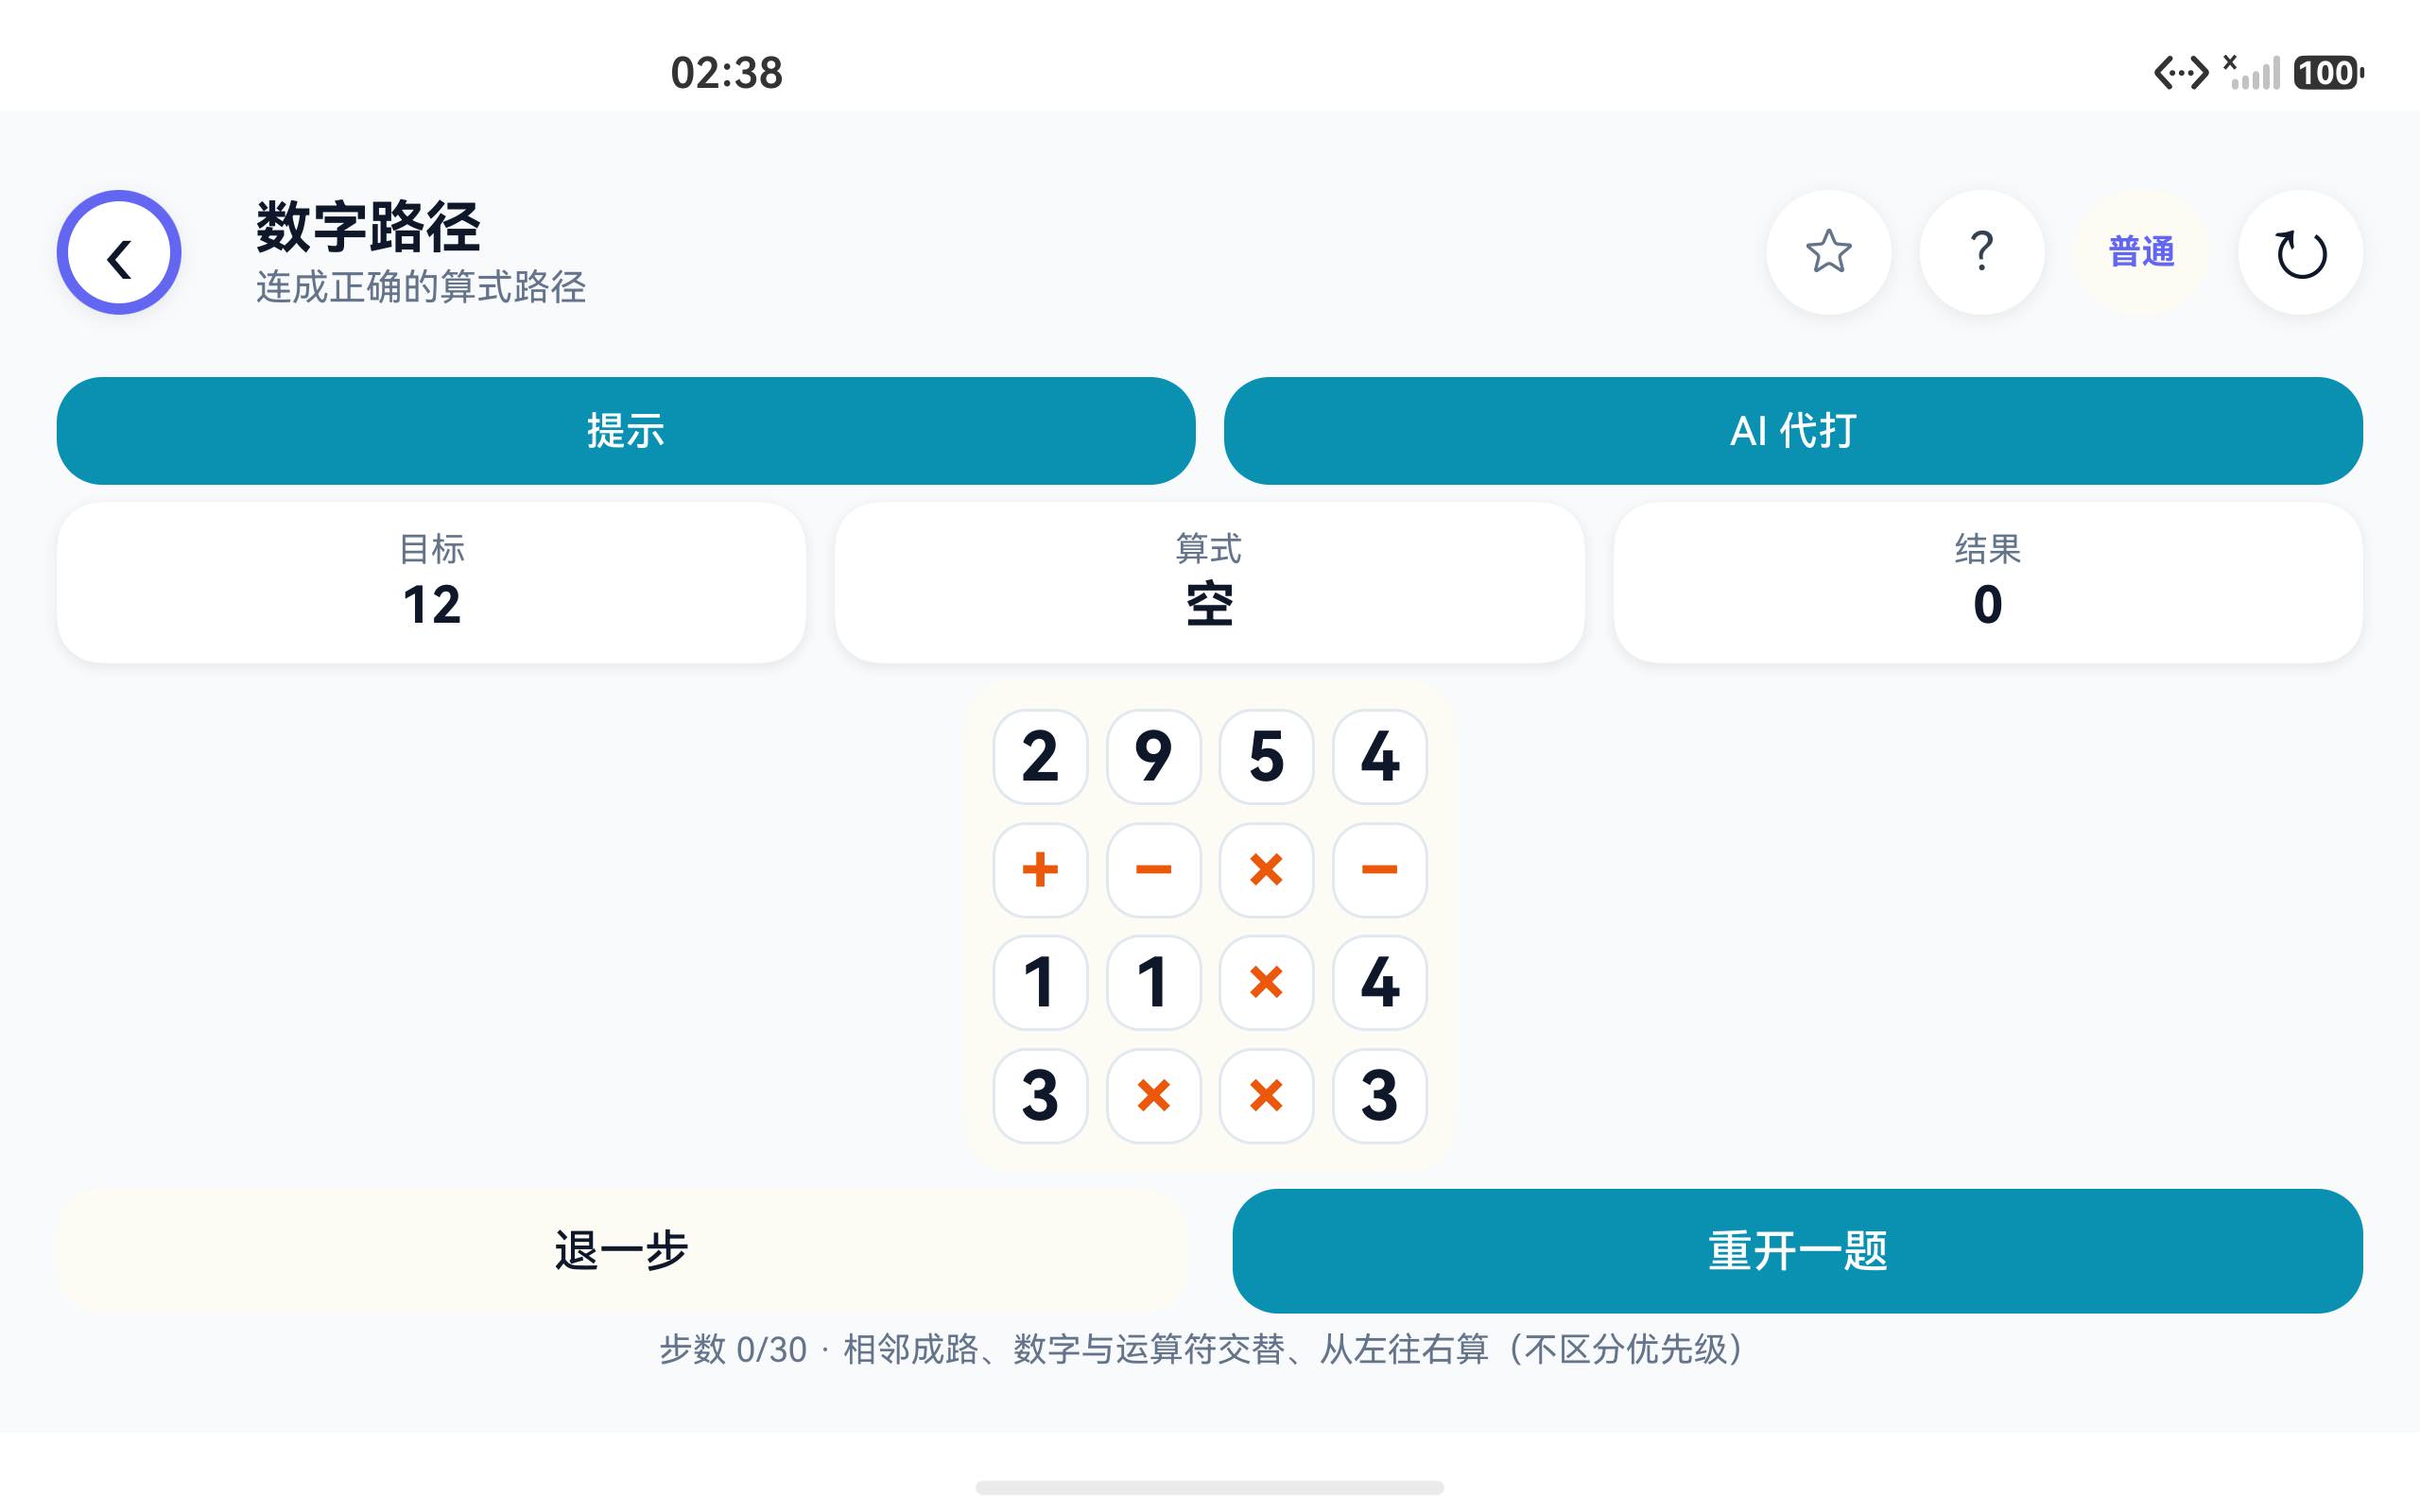 02:38
100
数字路径
连成正确的算式路径
?
普通
提示
AI 代打
目标
12
算式
空
结果
0
2 9 5 4
+ − × −
1 1 × 4
3 × × 3
退一步
重开一题
步数 0/30 · 相邻成路、数字与运算符交替、从左往右算（不区分优先级）